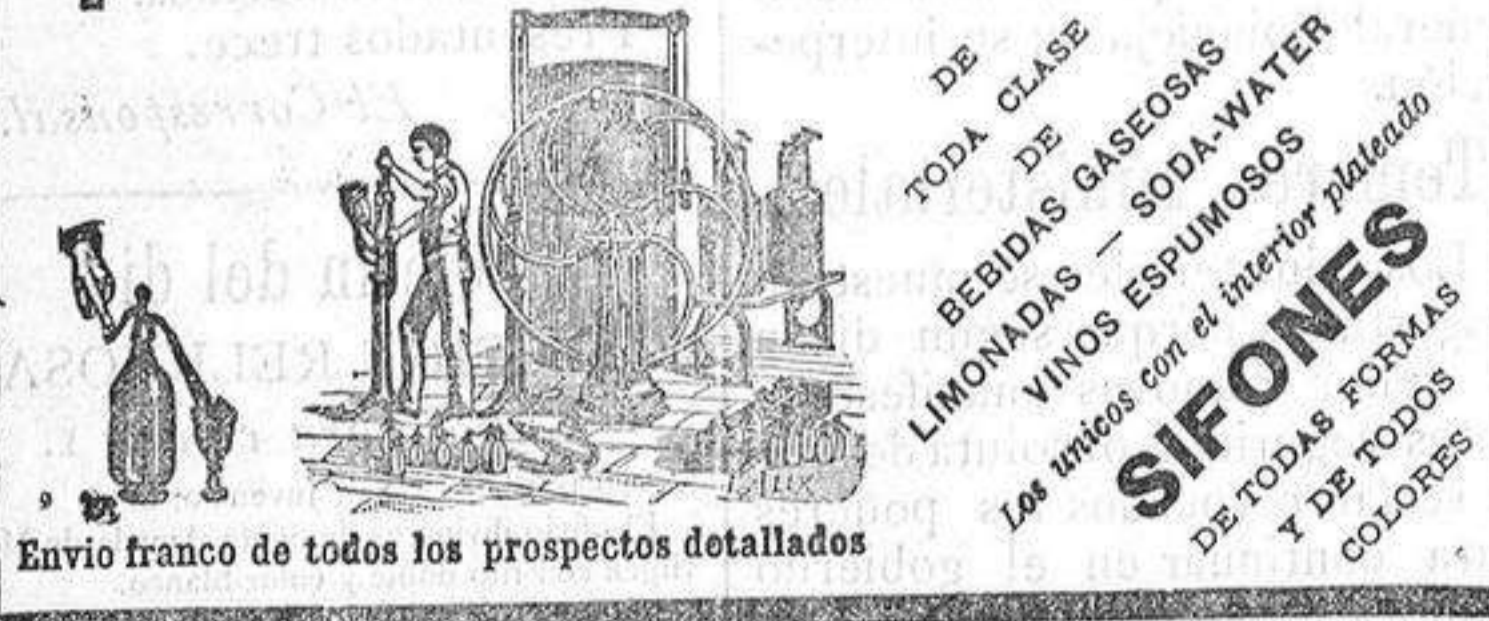 DE
TODA CLASE
DE
BEBIDAS GASEOSAS
LIMONADAS — SODA-WATER
VINOS ESPUMOSOS
Los unicos con el interior plateado
SIFONES
DE TODAS FORMAS
Y DE TODOS
COLORES
Envio franco de todos los prospectos detallados